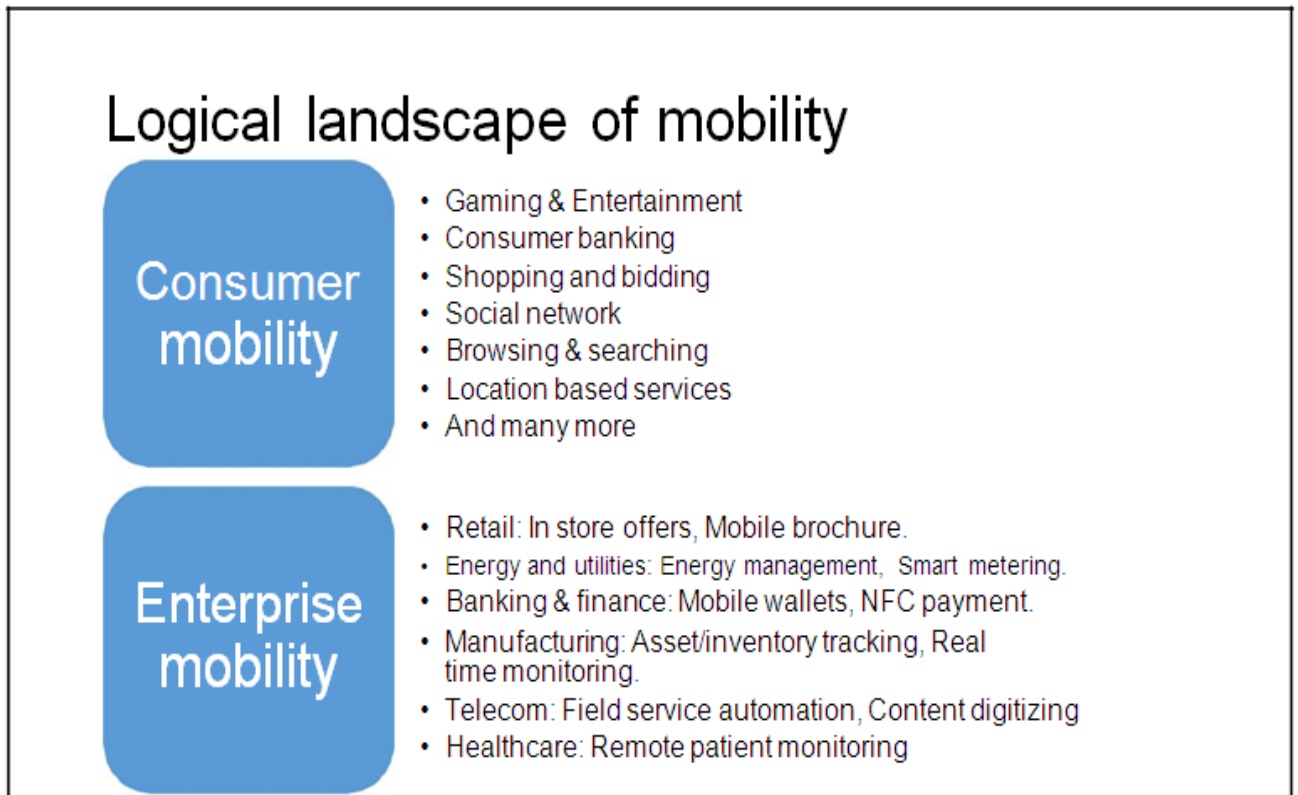 Logical landscape of mobility
Consumer
mobility
• Gaming & Entertainment
• Consumer banking
• Shopping and bidding
• Social network
• Browsing & searching
• Location based services
• And many more
Enterprise
mobility
• Retail: In store offers, Mobile brochure.
• Energy and utilities: Energy management, Smart metering.
• Banking & finance: Mobile wallets, NFC payment.
• Manufacturing: Asset/inventory tracking, Real
time monitoring.
• Telecom: Field service automation, Content digitizing
• Healthcare: Remote patient monitoring